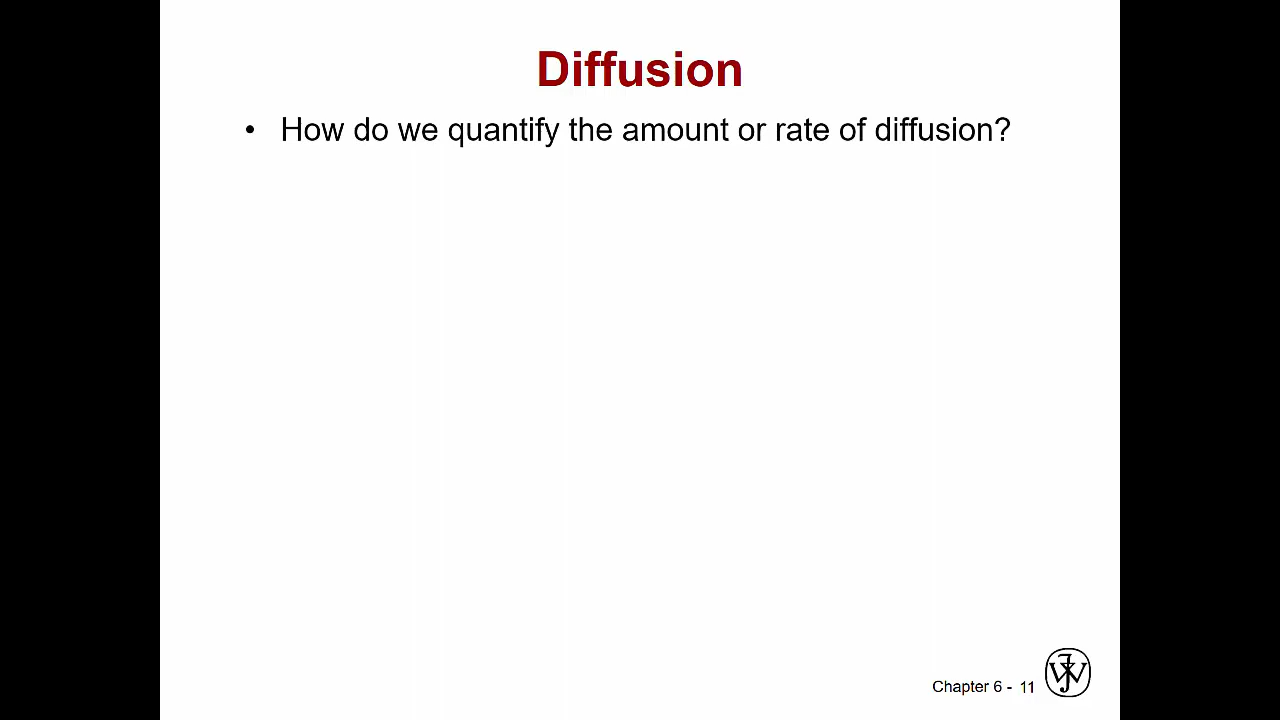 Diffusion
• How do we quantify the amount or rate of diffusion?
Chapter 6 - 11